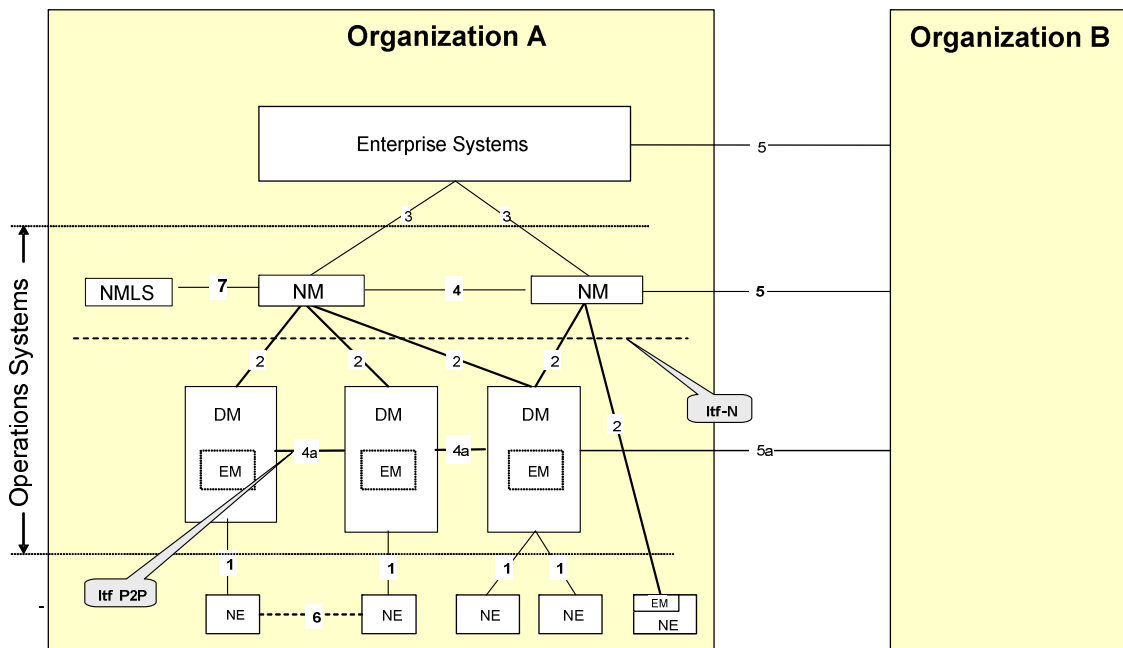 Organization A
Organization B
Enterprise Systems
5
3
3
Operations Systems
NMLS
7
NM
4
NM
5
2
2
2
2
Itf-N
DM
DM
DM
2
EM
4a
EM
4a
EM
5a
1
1
1
1
Itf P2P
-
NE
6
NE
NE
NE
EM
NE